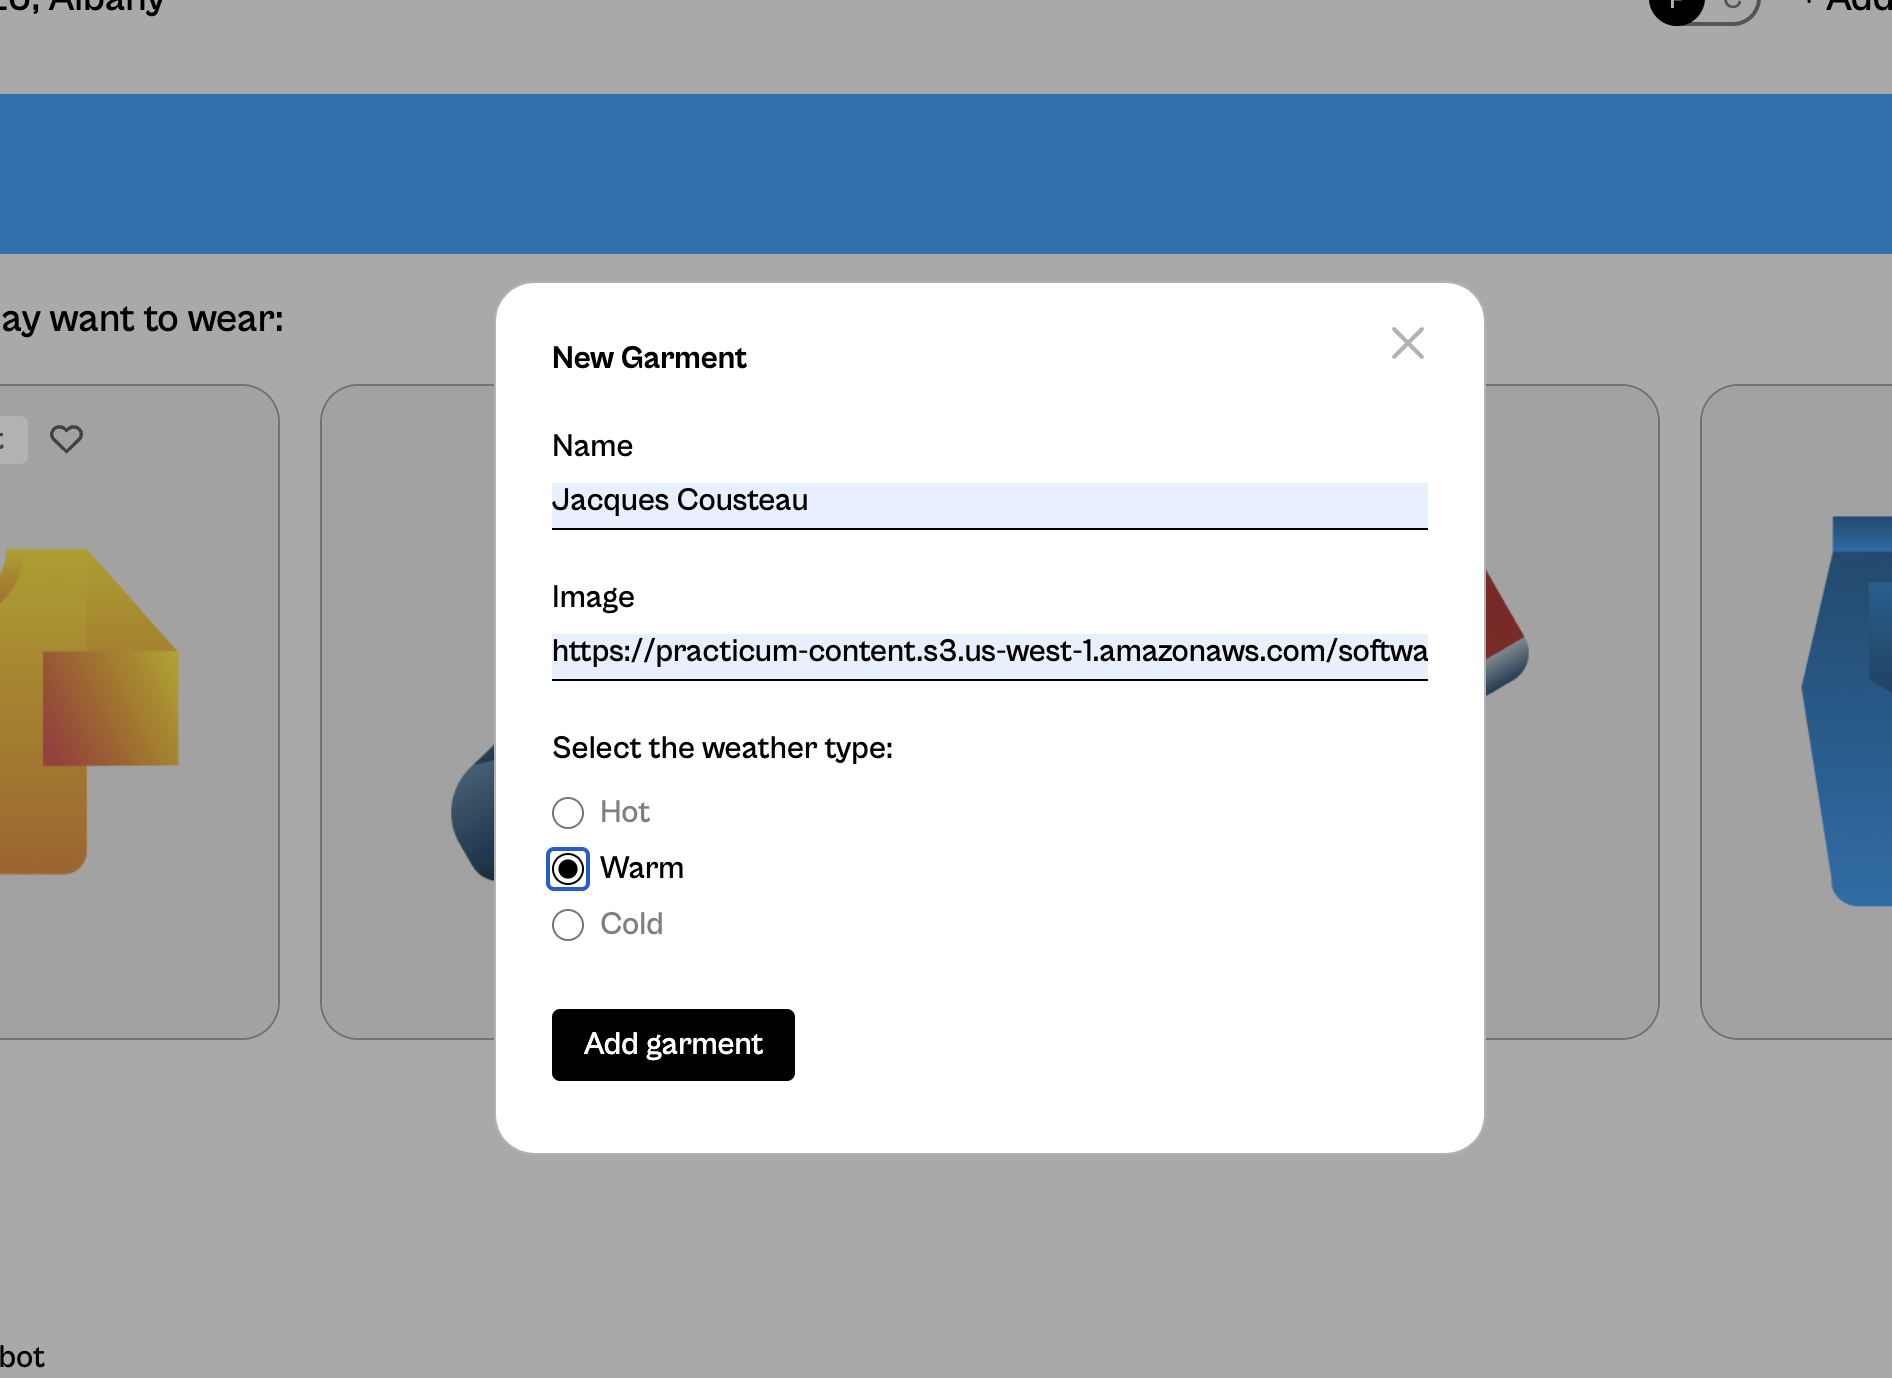 Albany
+ Add
ay want to wear:
New Garment
Name
Jacques Cousteau
Image
https://practicum-content.s3.us-west-1.amazonaws.com/softwa
Select the weather type:
Hot
Warm
Cold
Add garment
bot